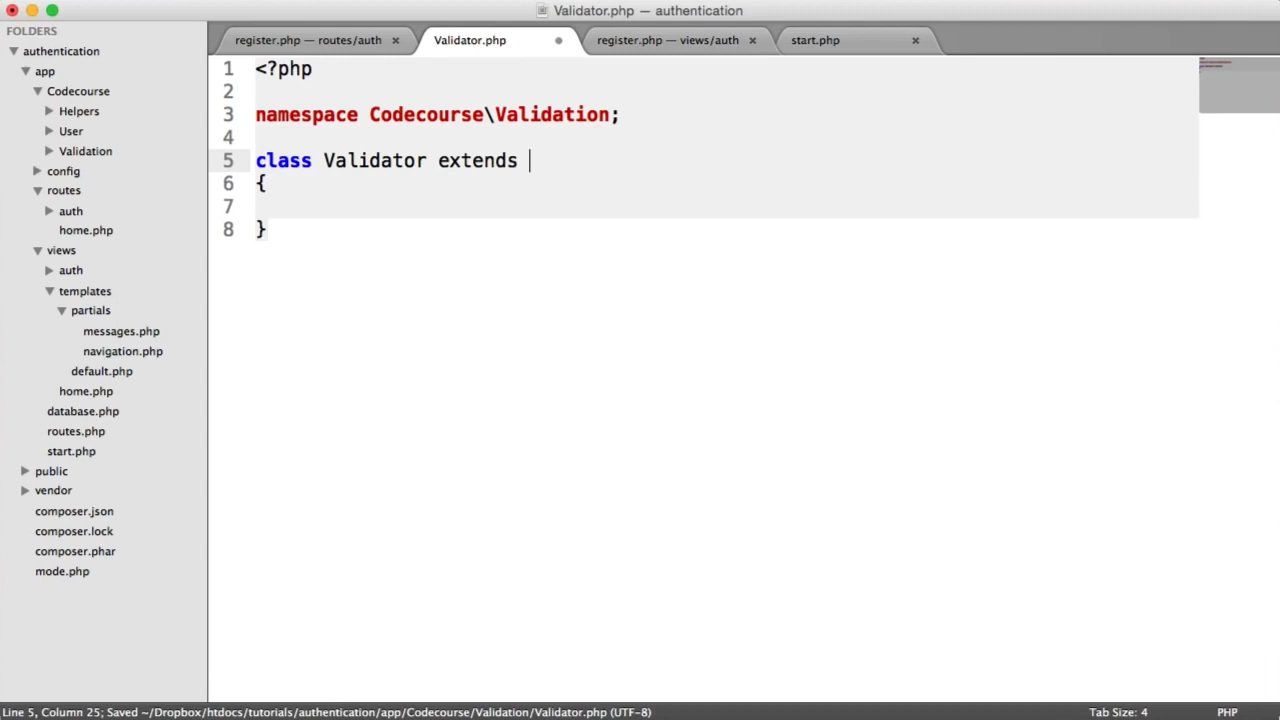 Validator.php — authentication
FOLDERS
authentication
app
Codecourse
Helpers
User
Validation
config
routes
auth
home.php
views
auth
templates
partials
messages.php
navigation.php
default.php
home.php
database.php
routes.php
start.php
public
vendor
composer.json
composer.lock
composer.phar
mode.php
register.php — routes/auth
Validator.php
register.php — views/auth
start.php
1 <?php
2
3 namespace Codecourse\Validation;
4
5 class Validator extends
6 {
7
8 }
Line 5, Column 25; Saved ~/Dropbox/htdocs/tutorials/authentication/app/Codecourse/Validation/Validator.php (UTF-8)
Tab Size: 4
PHP